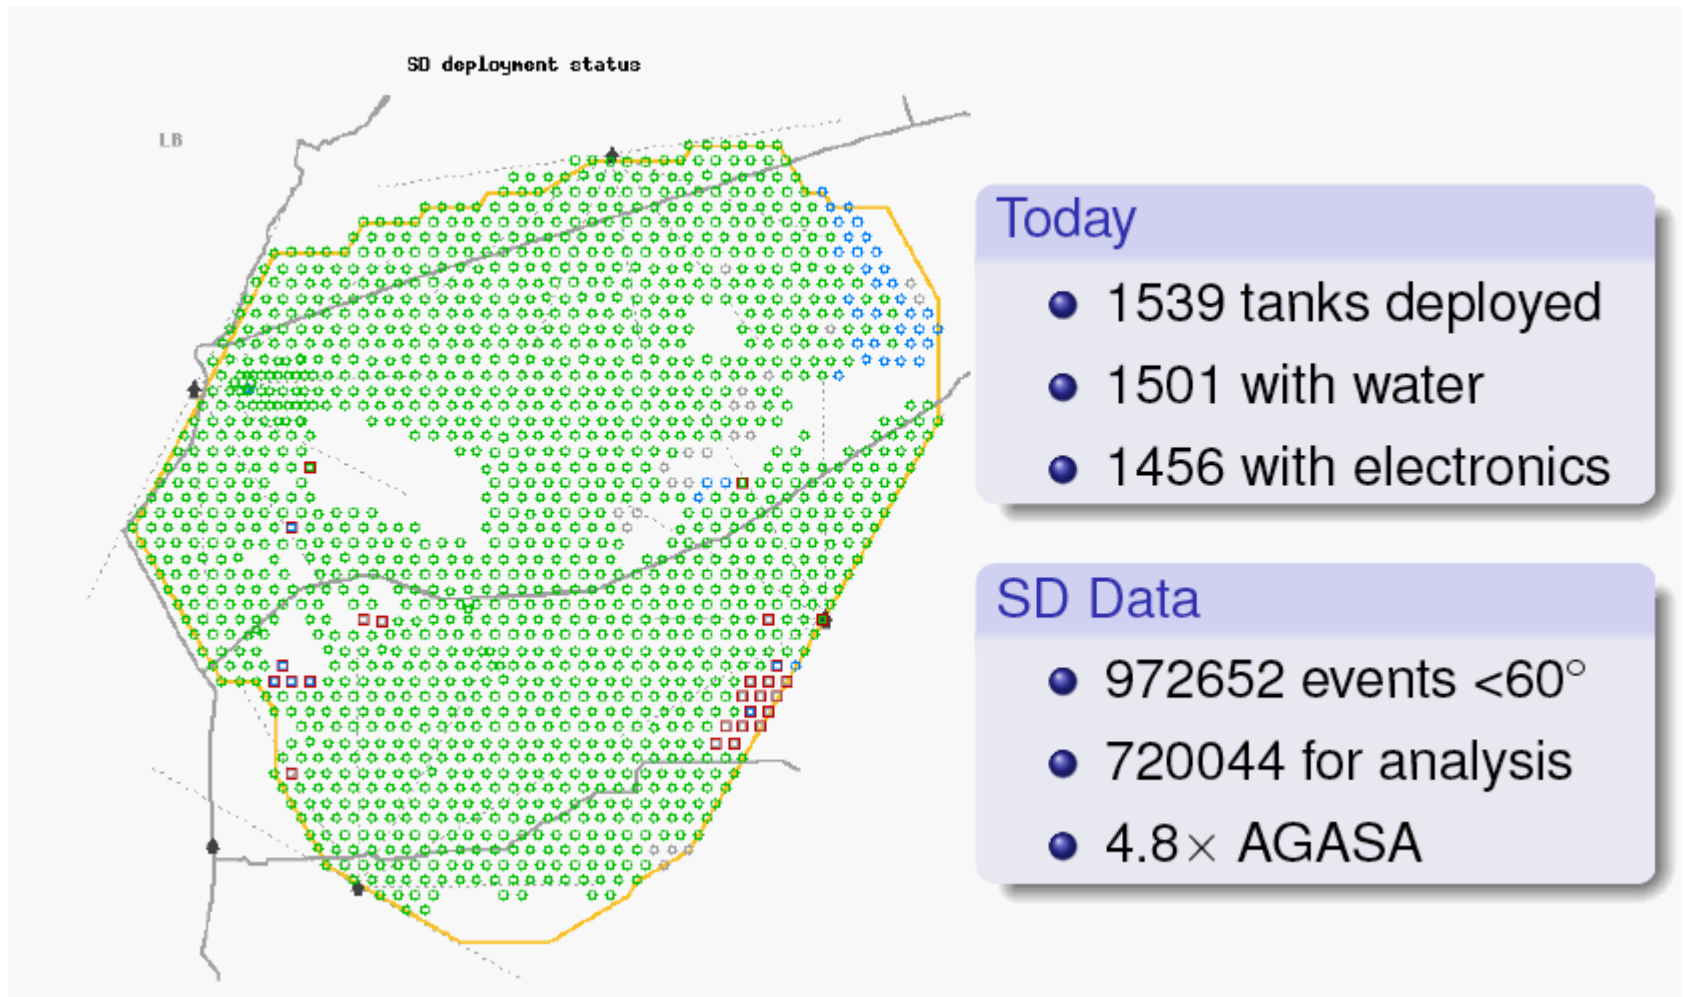 SD deployment status
LB
Today
1539 tanks deployed
1501 with water
1456 with electronics
SD Data
972652 events <60°
720044 for analysis
4.8× AGASA